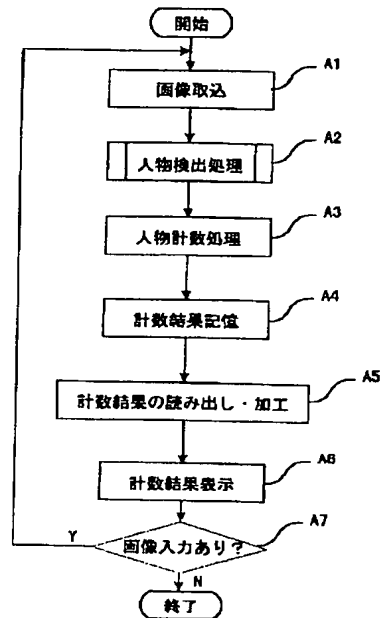 開始
A1
画像取込
A2
人物検出処理
A3
人物計数処理
A4
計数結果記憶
A5
計数結果の読み出し・加工
A6
計数結果表示
A7
Y
画像入力あり?
N
終了